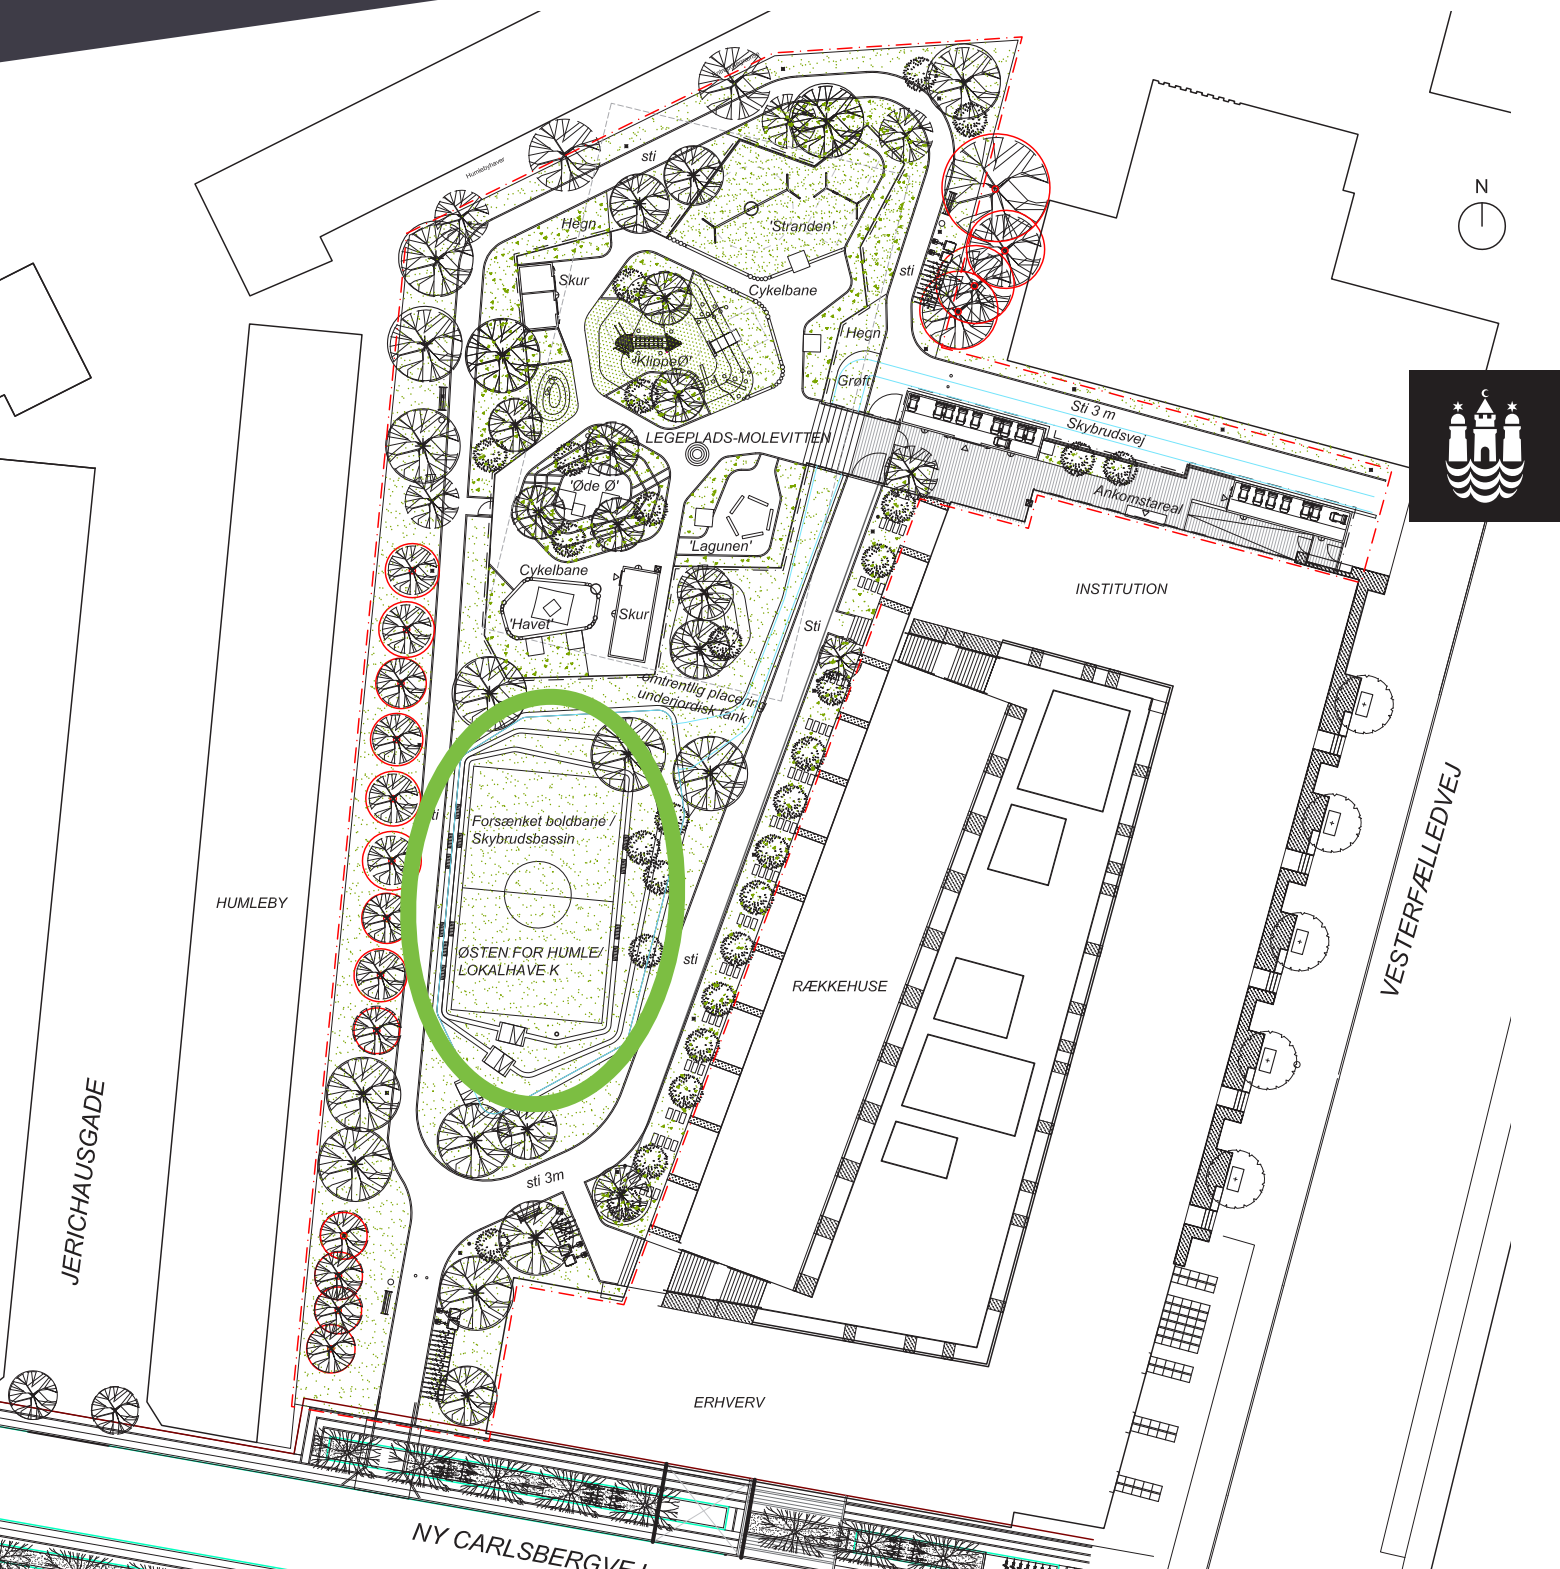 Humlebyhaver
sti
Hegn
'Stranden'
N
Skur
Cykelbane
sti
Hegn
'KlippeØ'
Grøft
Sti 3 m
Skybrudsvej
LEGEPLADS-MOLEVITTEN
'Øde Ø'
Ankomstareal
'Lagunen'
Cykelbane
INSTITUTION
'Havet'
Skur
Sti
omtrentlig placering
underjordisk tank
sti
Forsænket boldbane /
Skybrudsbassin
HUMLEBY
VESTERFÆLLEDVEJ
ØSTEN FOR HUMLE/
LOKALHAVE K
sti
RÆKKEHUSE
JERICHAUSGADE
sti 3m
ERHVERV
NY CARLSBERGVEJ